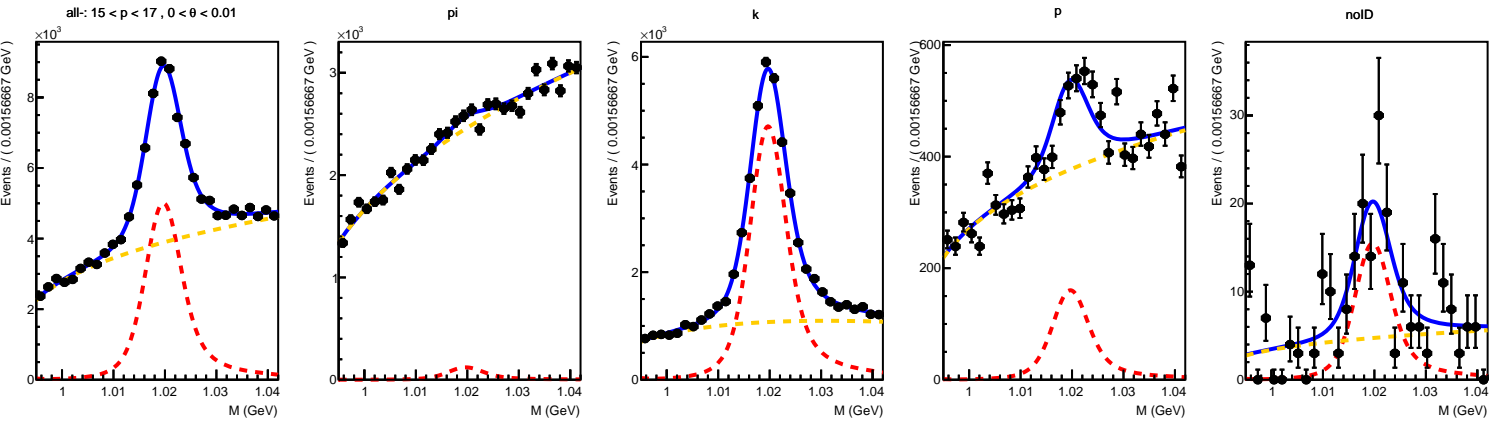 all-: 15 < p < 17 , 0 < θ < 0.01
×10³
Events / ( 0.00156667 GeV )
8
6
4
2
0
1 1.01 1.02 1.03 1.04
M (GeV)
pi
×10³
Events / ( 0.00156667 GeV )
3
2
1
0
1 1.01 1.02 1.03 1.04
M (GeV)
k
×10³
Events / ( 0.00156667 GeV )
6
4
2
0
1 1.01 1.02 1.03 1.04
M (GeV)
p
Events / ( 0.00156667 GeV )
600
400
200
0
1 1.01 1.02 1.03 1.04
M (GeV)
noID
Events / ( 0.00156667 GeV )
30
20
10
0
1 1.01 1.02 1.03 1.04
M (GeV)